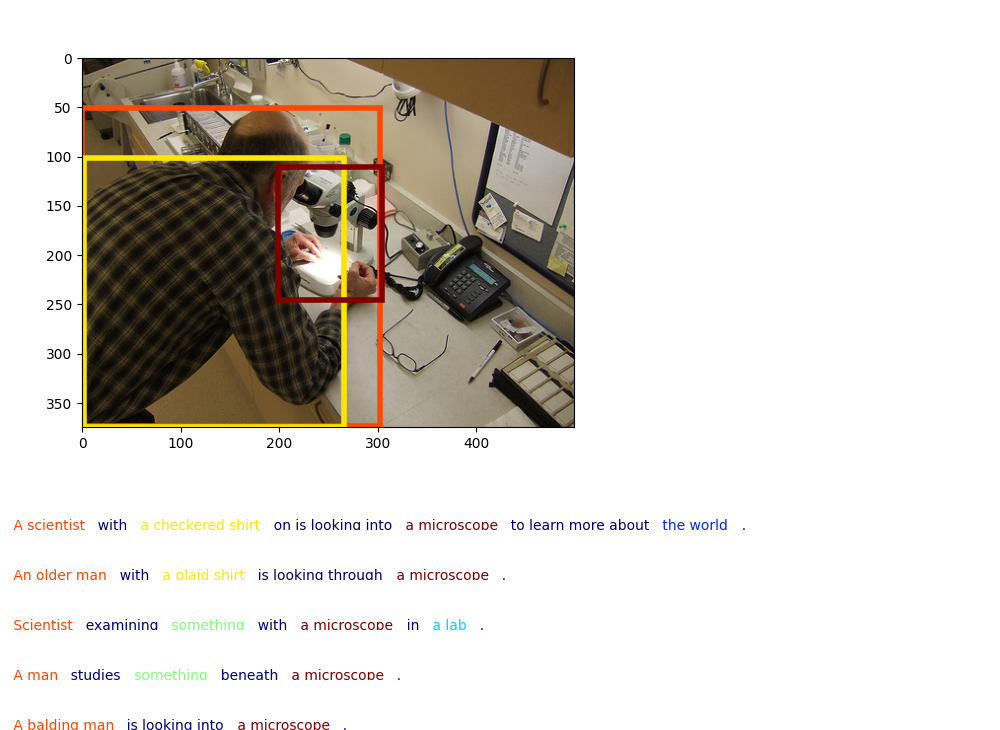 0
50
100
150
200
250
300
350
0 100 200 300 400
A scientist with a checkered shirt on is looking into a microscope to learn more about the world .
An older man with a plaid shirt is looking through a microscope .
Scientist examining something with a microscope in a lab .
A man studies something beneath a microscope .
A balding man is looking into a microscope .